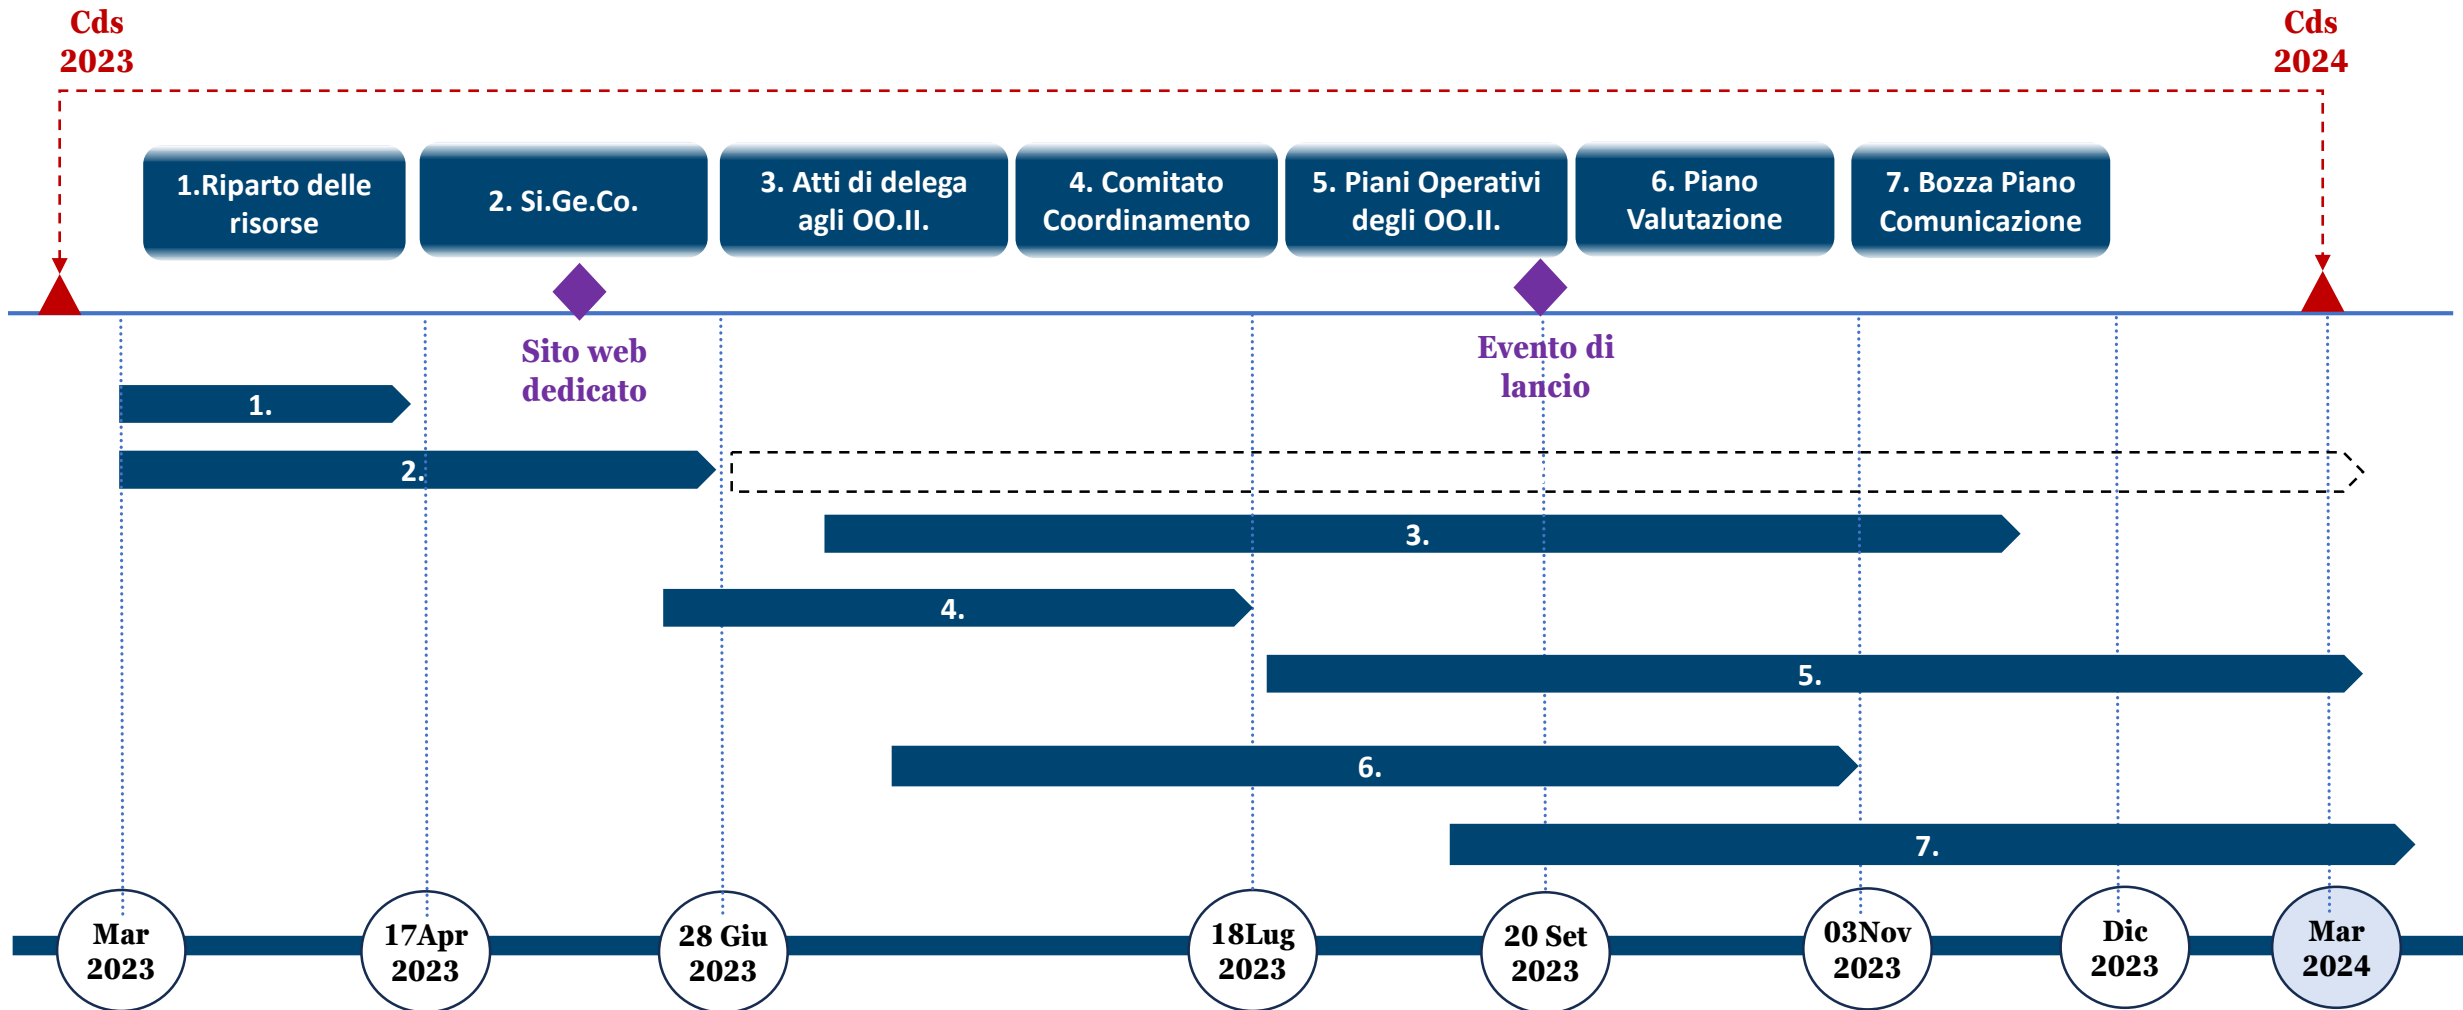 Cds
2023
Cds
2024
1.Riparto delle
risorse
2. Si.Ge.Co.
3. Atti di delega
agli OO.II.
4. Comitato
Coordinamento
5. Piani Operativi
degli OO.II.
6. Piano
Valutazione
7. Bozza Piano
Comunicazione
Sito web
dedicato
Evento di
lancio
1.
2.
3.
4.
5.
6.
7.
Mar
2023
17Apr
2023
28 Giu
2023
18Lug
2023
20 Set
2023
03Nov
2023
Dic
2023
Mar
2024